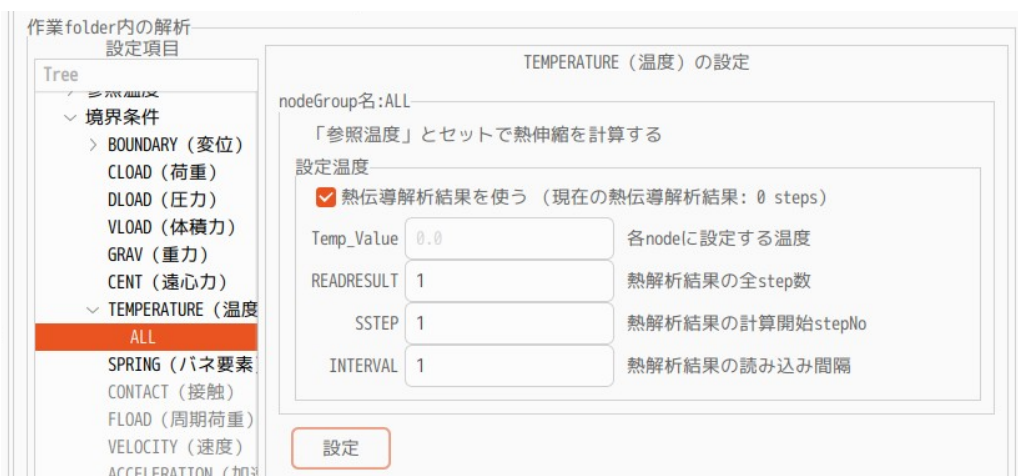 作業folder内の解析
設定項目
Tree
参照温度
境界条件
BOUNDARY (変位)
CLOAD (荷重)
DLOAD (圧力)
VLOAD (体積力)
GRAV (重力)
CENT (遠心力)
TEMPERATURE (温度
ALL
SPRING (バネ要素
CONTACT (接触)
FLOAD (周期荷重)
VELOCITY (速度)
ACCELERATION (加速
TEMPERATURE (温度) の設定
nodeGroup名:ALL
「参照温度」とセットで熱伸縮を計算する
設定温度
熱伝導解析結果を使う (現在の熱伝導解析結果: 0 steps)
Temp_Value 0.0 各nodeに設定する温度
READRESULT 1 熱解析結果の全step数
SSTEP 1 熱解析結果の計算開始stepNo
INTERVAL 1 熱解析結果の読み込み間隔
設定